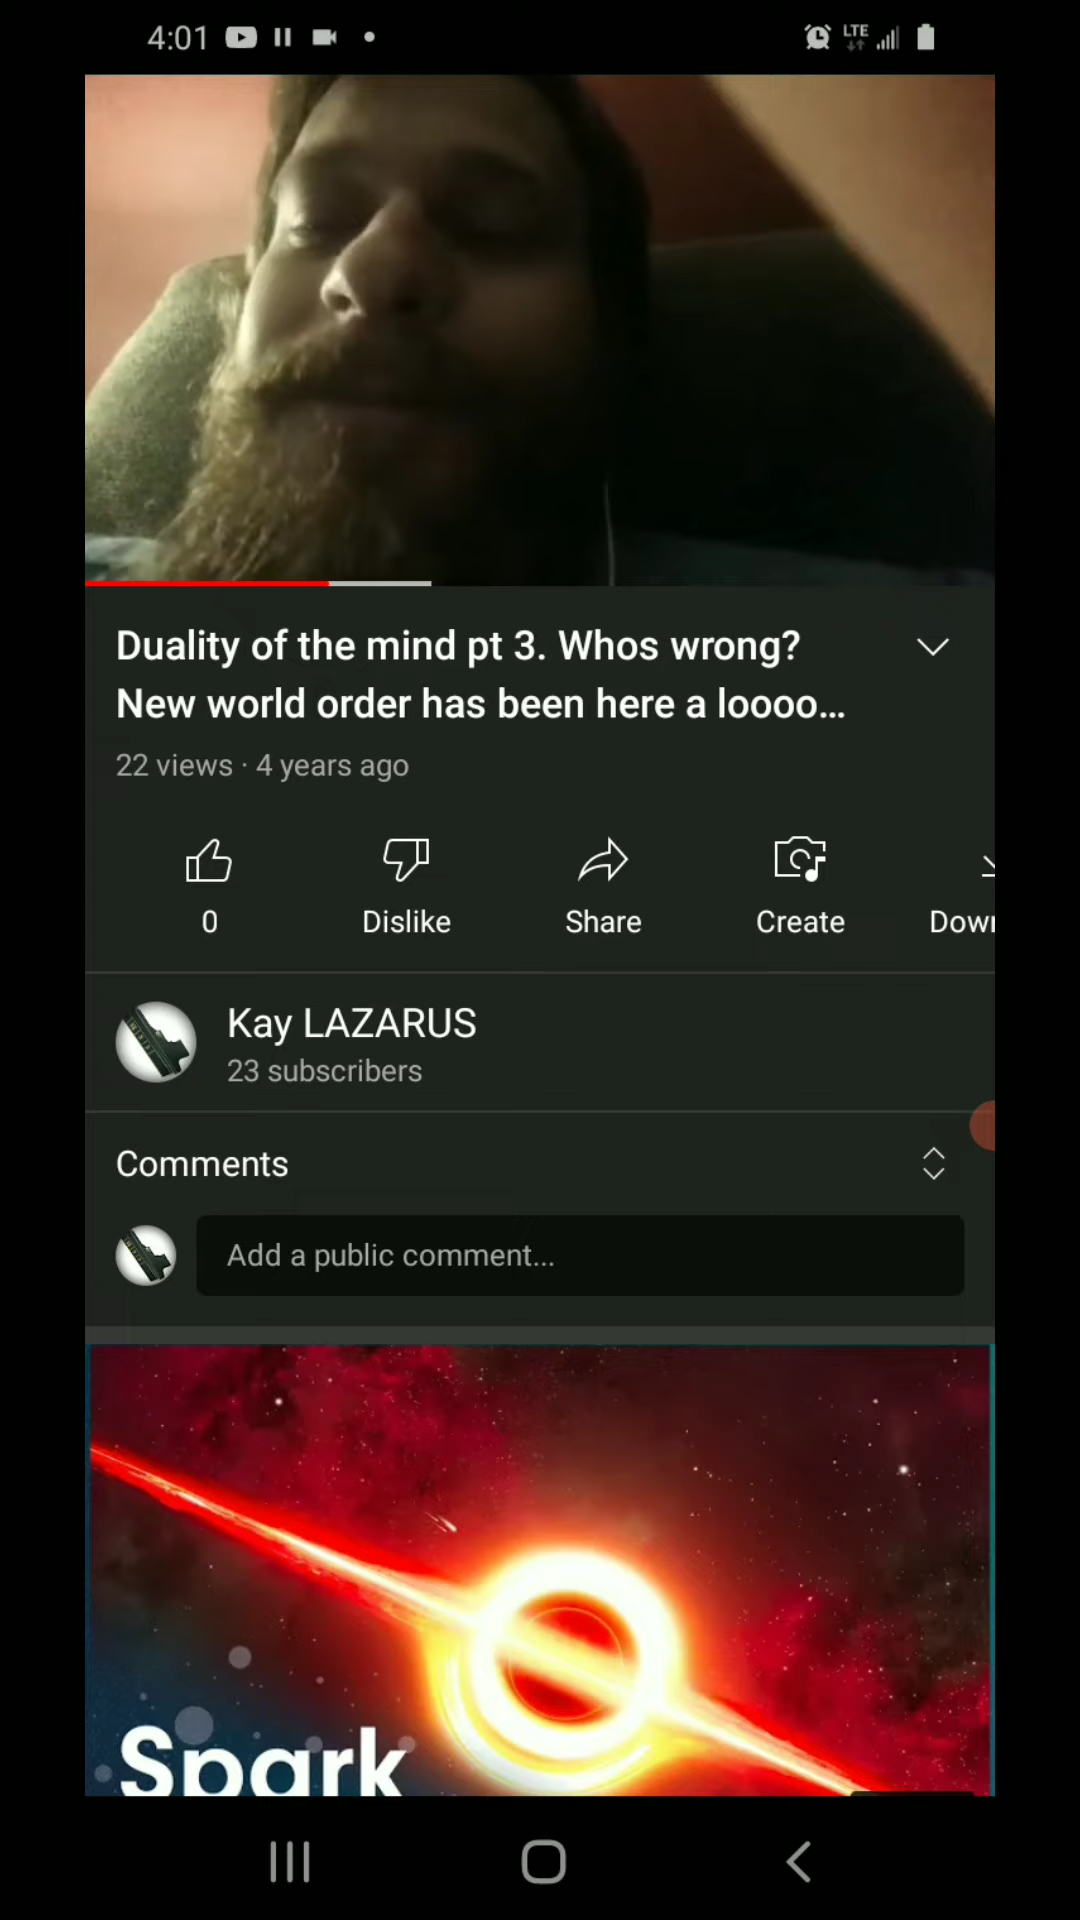 4:01
LTE
Duality of the mind pt 3. Whos wrong?
New world order has been here a loooo...
22 views · 4 years ago
0 Dislike Share Create Down
Kay LAZARUS
23 subscribers
Comments
Add a public comment...
Spark